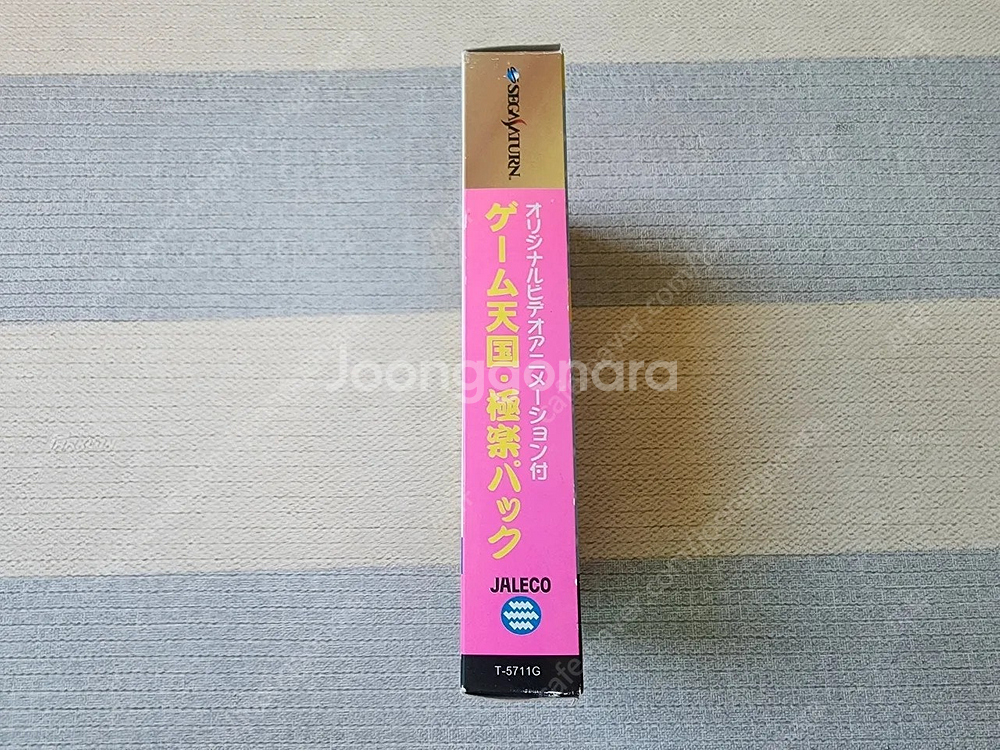 SEGA SATURN
オリジナルビデオアニメーション付
ゲーム天国・極楽パック
Joonggonara
JALECO
T-5711G